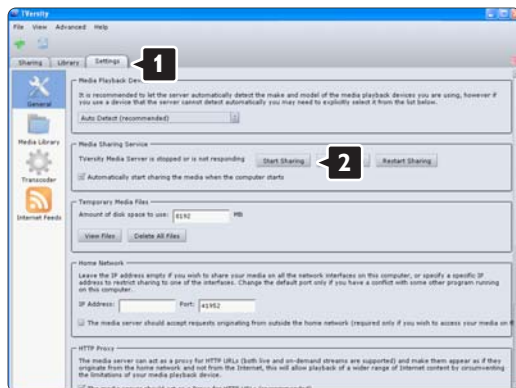 TVersity
File View Advanced Help
Sharing Library Settings
1
General
Media Library
Transcoder
Internet Feeds
Media Playback
It is recommended to let the server automatically detect the make and model of the media playback devices you are using, however if
you use a device that the server cannot detect automatically you may need to explicitly select it from the list below.
Auto Detect (recommended)
Media Sharing Service
TVersity Media Server is stopped or is not responding Start Sharing 2 Restart Sharing
Automatically start sharing the media when the computer starts
Temporary Media Files
Amount of disk space to use: 8192 MB
View Files Delete All Files
Home Network
Leave the IP address empty if you wish to share your media on all the network interfaces on this computer, or specify a specific IP
address to restrict sharing to one of the interfaces. Change the default port only if you have a conflict with some other program running
on this computer.
IP Address: Port: 41952
The media server should accept requests originating from outside the home network (required only if you wish to access your media on
HTTP Proxy
The media server can act as a proxy for HTTP URLs (both live and on-demand streams are supported) and make them appear as if they
originate from the home network and not from the Internet, this will allow playback of a wider range of Internet content by circumventing
the limitations of your media playback device.